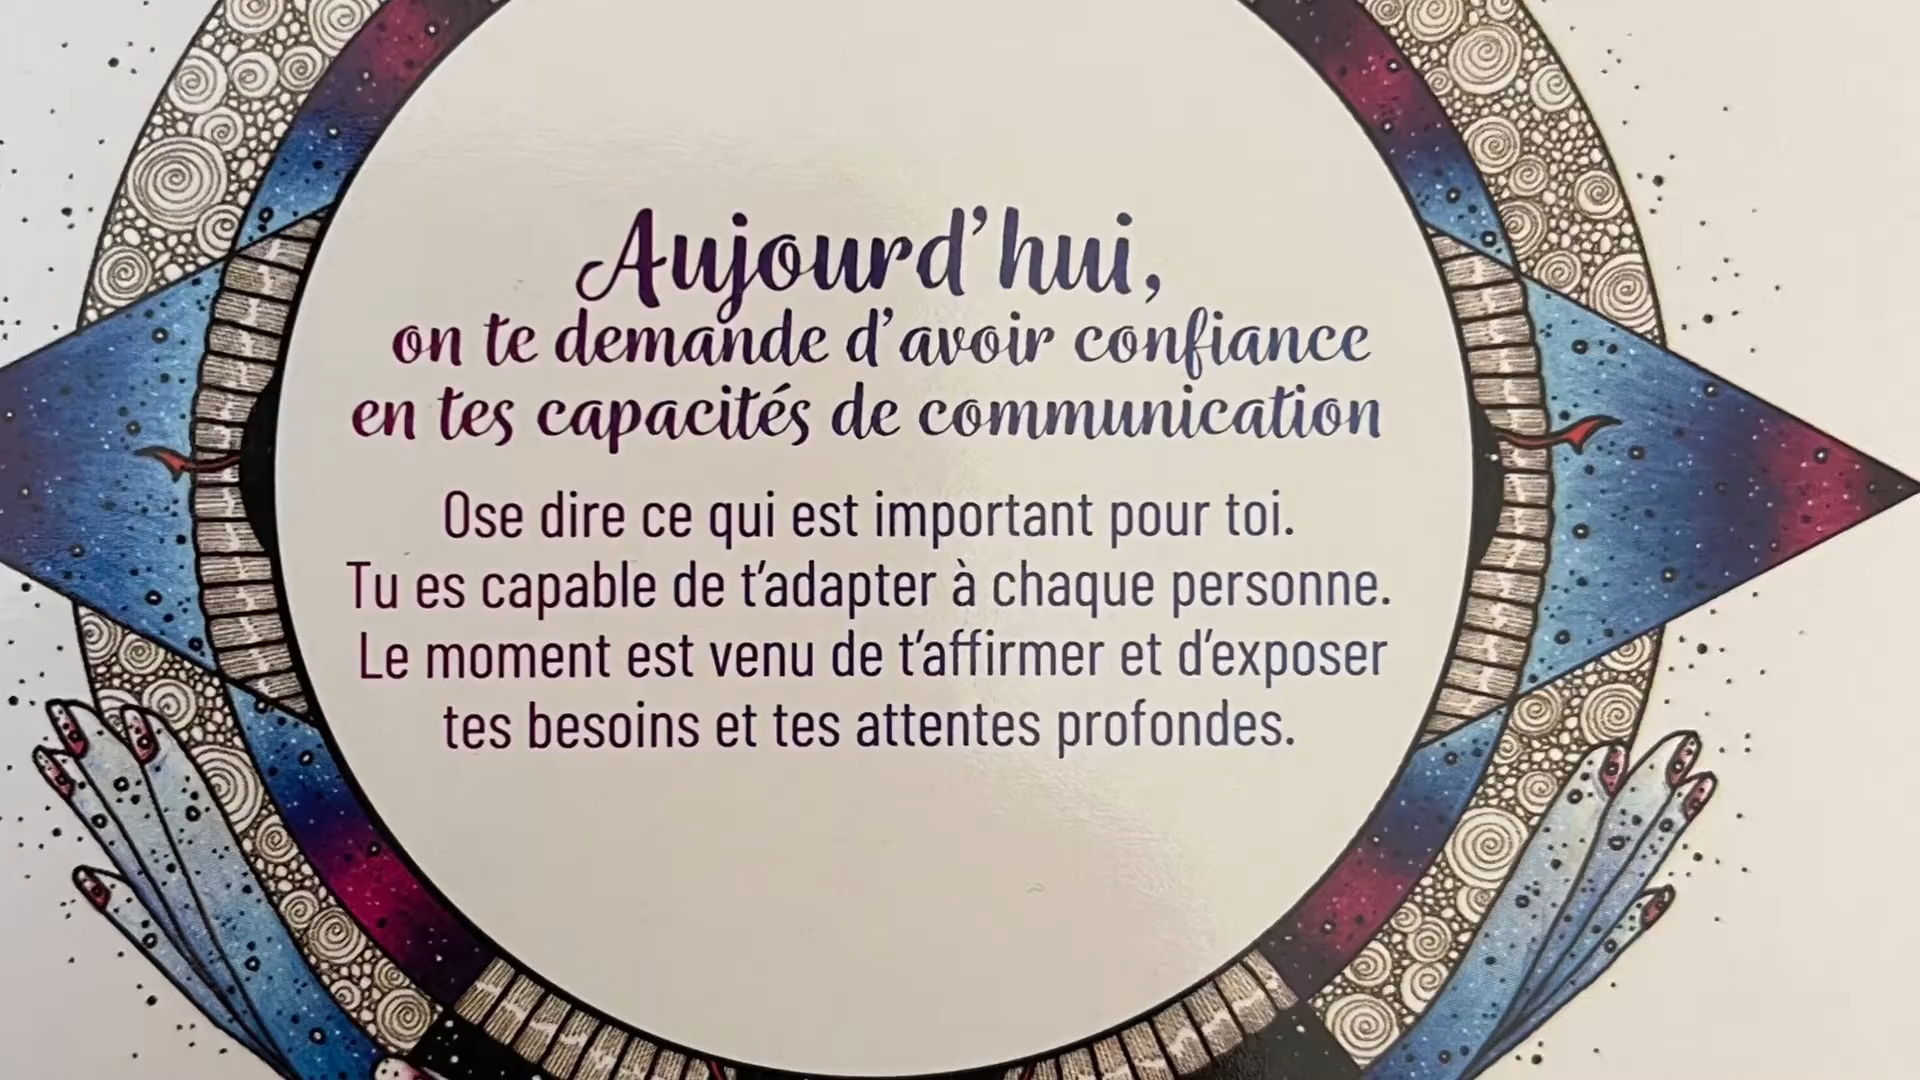 Aujourd'hui,
on te demande d'avoir confiance
en tes capacités de communication
Ose dire ce qui est important pour toi.
Tu es capable de t'adapter à chaque personne.
Le moment est venu de t'affirmer et d'exposer
tes besoins et tes attentes profondes.